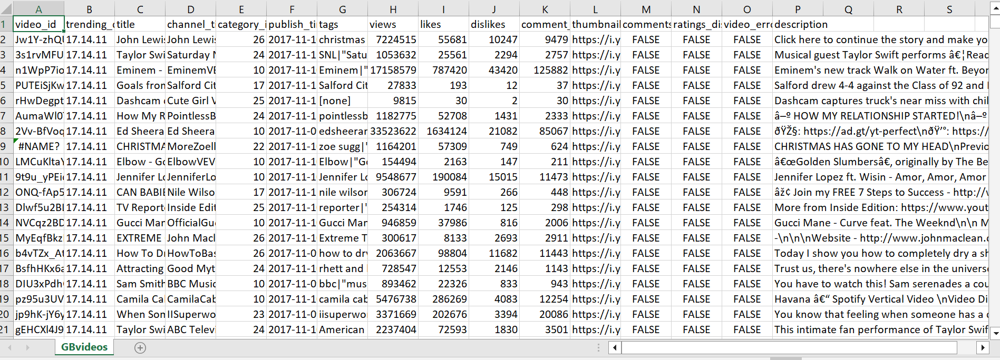 A B C D E F G H I J K L M N O P Q R S
1 video_id trending_ title channel_ti category_i publish_ti tags views likes dislikes comment_ thumbnail comments ratings_di video_erro description
2 Jw1Y-zhQU 17.14.11 John Lewis John Lewis 26 2017-11-1 christmas 7224515 55681 10247 9479 https://i.y FALSE FALSE FALSE Click here to continue the story and make yo
3 3s1rvMFU 17.14.11 Taylor Swi Saturday N 24 2017-11-1 SNL|"Satu 1053632 25561 2294 2757 https://i.y FALSE FALSE FALSE Musical guest Taylor Swift performs â€¦Read
4 n1WpP7io 17.14.11 Eminem - EminemVE 10 2017-11-1 Eminem|" 17158579 787420 43420 125882 https://i.y FALSE FALSE FALSE Eminem's new track Walk on Water ft. Beyon
5 PUTEiSjKw 17.14.11 Goals from Salford Cit 17 2017-11-1 Salford Cit 27833 193 12 37 https://i.y FALSE FALSE FALSE Salford drew 4-4 against the Class of 92 and
6 rHwDegpt 17.14.11 Dashcam Cute Girl V 25 2017-11-1 [none] 9815 30 2 30 https://i.y FALSE FALSE FALSE Dashcam captures truck's near miss with chil
7 AumaWl0 17.14.11 How My R PointlessB 24 2017-11-1 pointlessb 1182775 52708 1431 2333 https://i.y FALSE FALSE FALSE â–º HOW MY RELATIONSHIP STARTED!\nâ–º
8 2Vv-BfVoq 17.14.11 Ed Sheera Ed Sheera 10 2017-11-0 edsheeran 33523622 1634124 21082 85067 https://i.y FALSE FALSE FALSE ðŸŽ§: https://ad.gt/yt-perfect\nðŸ’°: https://
9 #NAME? 17.14.11 CHRISTMA MoreZoell 22 2017-11-1 zoe sugg|" 1164201 57309 749 624 https://i.y FALSE FALSE FALSE CHRISTMAS HAS GONE TO MY HEAD\nPrevio
10 LMCuKltaY 17.14.11 Elbow - Go ElbowVEV 10 2017-11-1 Elbow|"Go 154494 2163 147 211 https://i.y FALSE FALSE FALSE â€œGolden Slumbersâ€, originally by The Be
11 9t9u_yPEi 17.14.11 Jennifer Lo JenniferLo 10 2017-11-1 Jennifer Lo 9548677 190084 15015 11473 https://i.y FALSE FALSE FALSE Jennifer Lopez ft. Wisin - Amor, Amor, Amor
12 ONQ-fAp5 17.14.11 CAN BABIE Nile Wilso 17 2017-11-1 nile wilson 306724 9591 266 448 https://i.y FALSE FALSE FALSE âž¢ Join my FREE 7 Steps to Success - http://w
13 Dlwf5u2BI 17.14.11 TV Report Inside Edit 25 2017-11-1 reporter|" 254314 1746 125 298 https://i.y FALSE FALSE FALSE More from Inside Edition: https://www.yout
14 NVCqz2BD 17.14.11 Gucci Man OfficialGu 10 2017-11-1 Gucci Man 946859 37986 816 2006 https://i.y FALSE FALSE FALSE Gucci Mane - Curve feat. The Weeknd\n\n M
15 MyEqfBkz 17.14.11 EXTREME John Macl 26 2017-11-1 Extreme T 300617 8133 2693 2911 https://i.y FALSE FALSE FALSE -\n\n\nWebsite - http://www.johnmaclean.c
16 b4vTZx_At 17.14.11 How To Dr HowToBas 26 2017-11-1 how to dry 2063667 98804 11682 11443 https://i.y FALSE FALSE FALSE Today I show you how to completely dry a sh
17 BsfhHKx6a 17.14.11 Attracting Good Myt 24 2017-11-1 rhett and 728547 12553 2146 1143 https://i.y FALSE FALSE FALSE Trust us, there's nowhere else in the universe
18 DIU3xPdh 17.14.11 Sam Smith BBC Music 10 2017-11-0 bbc|"mus 893462 22326 833 943 https://i.y FALSE FALSE FALSE You have to watch this! Sam serenades a cou
19 pz95u3UV 17.14.11 Camila Cal CamilaCab 10 2017-11-0 camila cab 5476738 286269 4083 12254 https://i.y FALSE FALSE FALSE Havana â€“ Spotify Vertical Video \nVideo Di
20 jp9hK-jY6y 17.14.11 When Som IISuperwo 23 2017-11-0 iisuperwo 3371669 202676 3394 20086 https://i.y FALSE FALSE FALSE You know that feeling when someone has a c
21 gEHCXl4J9 17.14.11 Taylor Swi ABC Televi 24 2017-11-1 American 2237404 72593 1830 3501 https://i.y FALSE FALSE FALSE This intimate fan performance of Taylor Swif
GBvideos